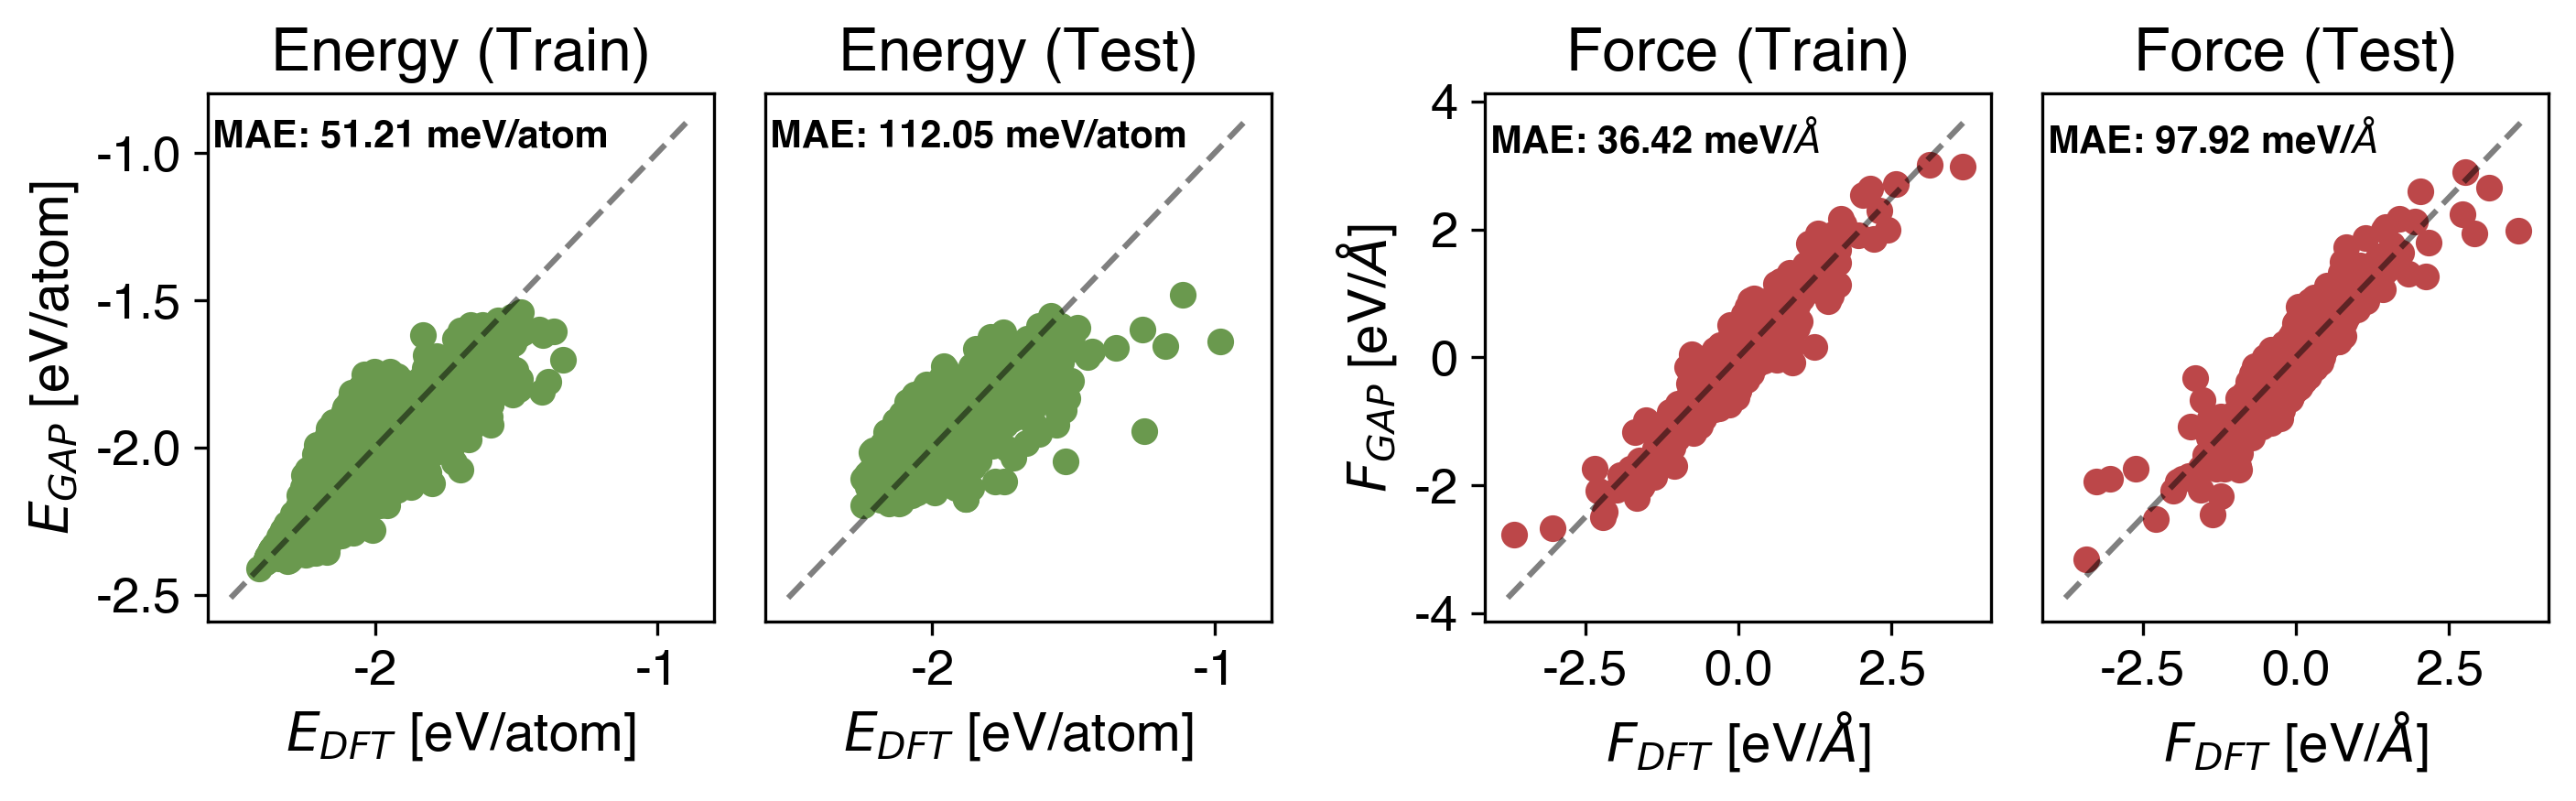 Energy (Train)
MAE: 51.21 meV/atom
-1.0
-1.5
-2.0
-2.5
E_GAP [eV/atom]
-2
-1
E_DFT [eV/atom]
Energy (Test)
MAE: 112.05 meV/atom
-2
-1
E_DFT [eV/atom]
Force (Train)
MAE: 36.42 meV/Å
4
2
0
-2
-4
F_GAP [eV/Å]
-2.5
0.0
2.5
F_DFT [eV/Å]
Force (Test)
MAE: 97.92 meV/Å
-2.5
0.0
2.5
F_DFT [eV/Å]